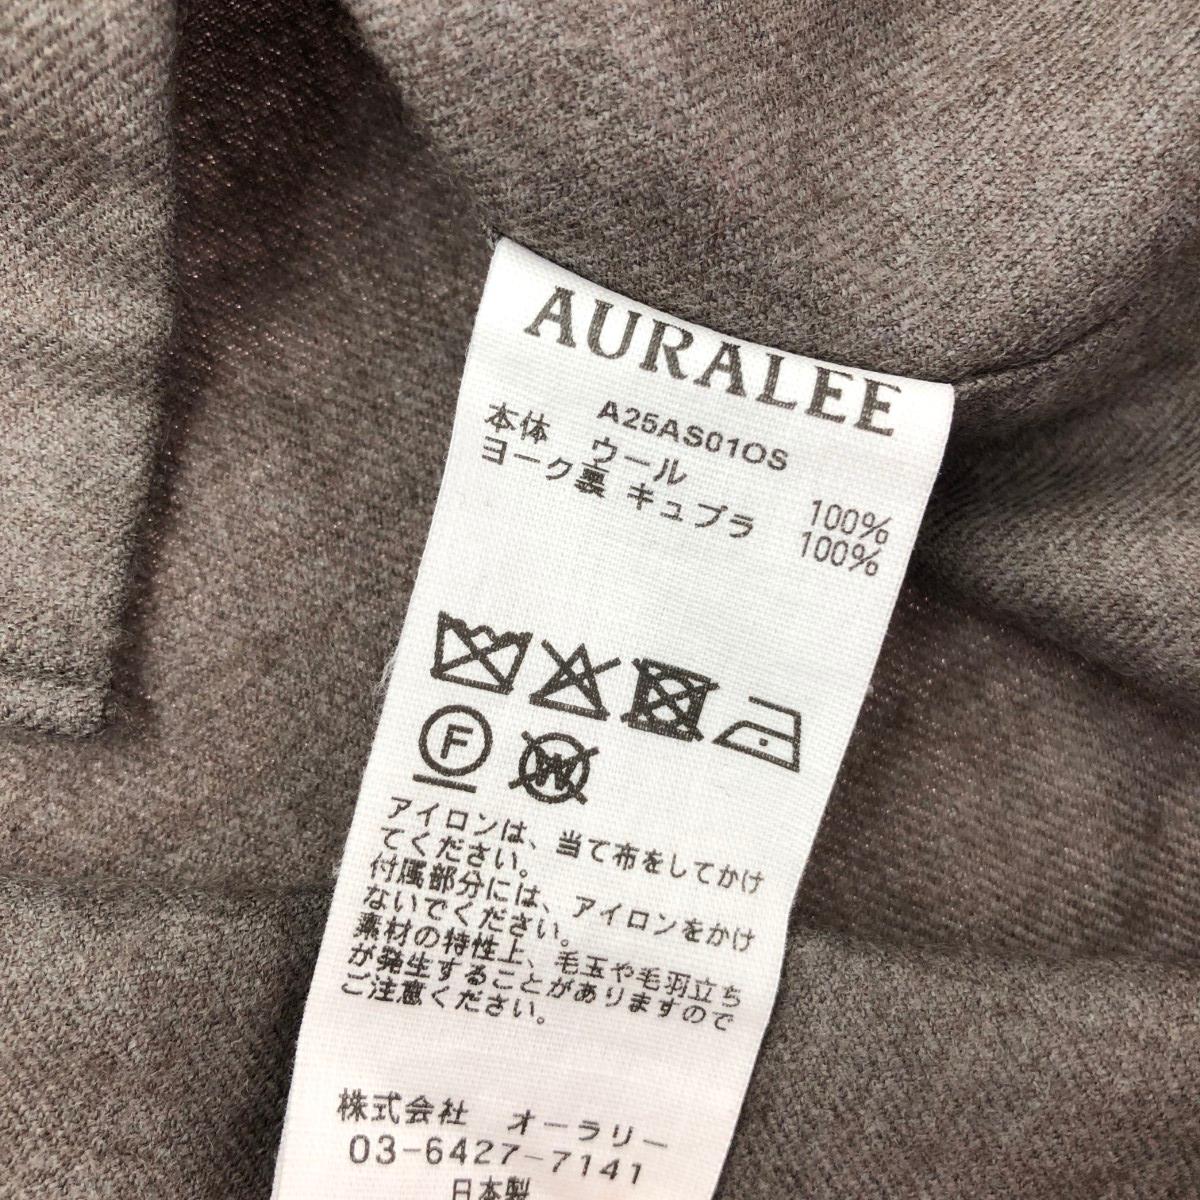 AURALEE
A25AS01OS
本体 ウール 100%
ヨーク裏 キュプラ 100%
F W
アイロンは、当て布をしてかけ
てください。
付属部分には、アイロンをかけ
ないでください。
素材の特性上、毛玉や毛羽立ち
が発生することがありますので
ご注意ください。
株式会社 オーラリー
03-6427-7141
日本製